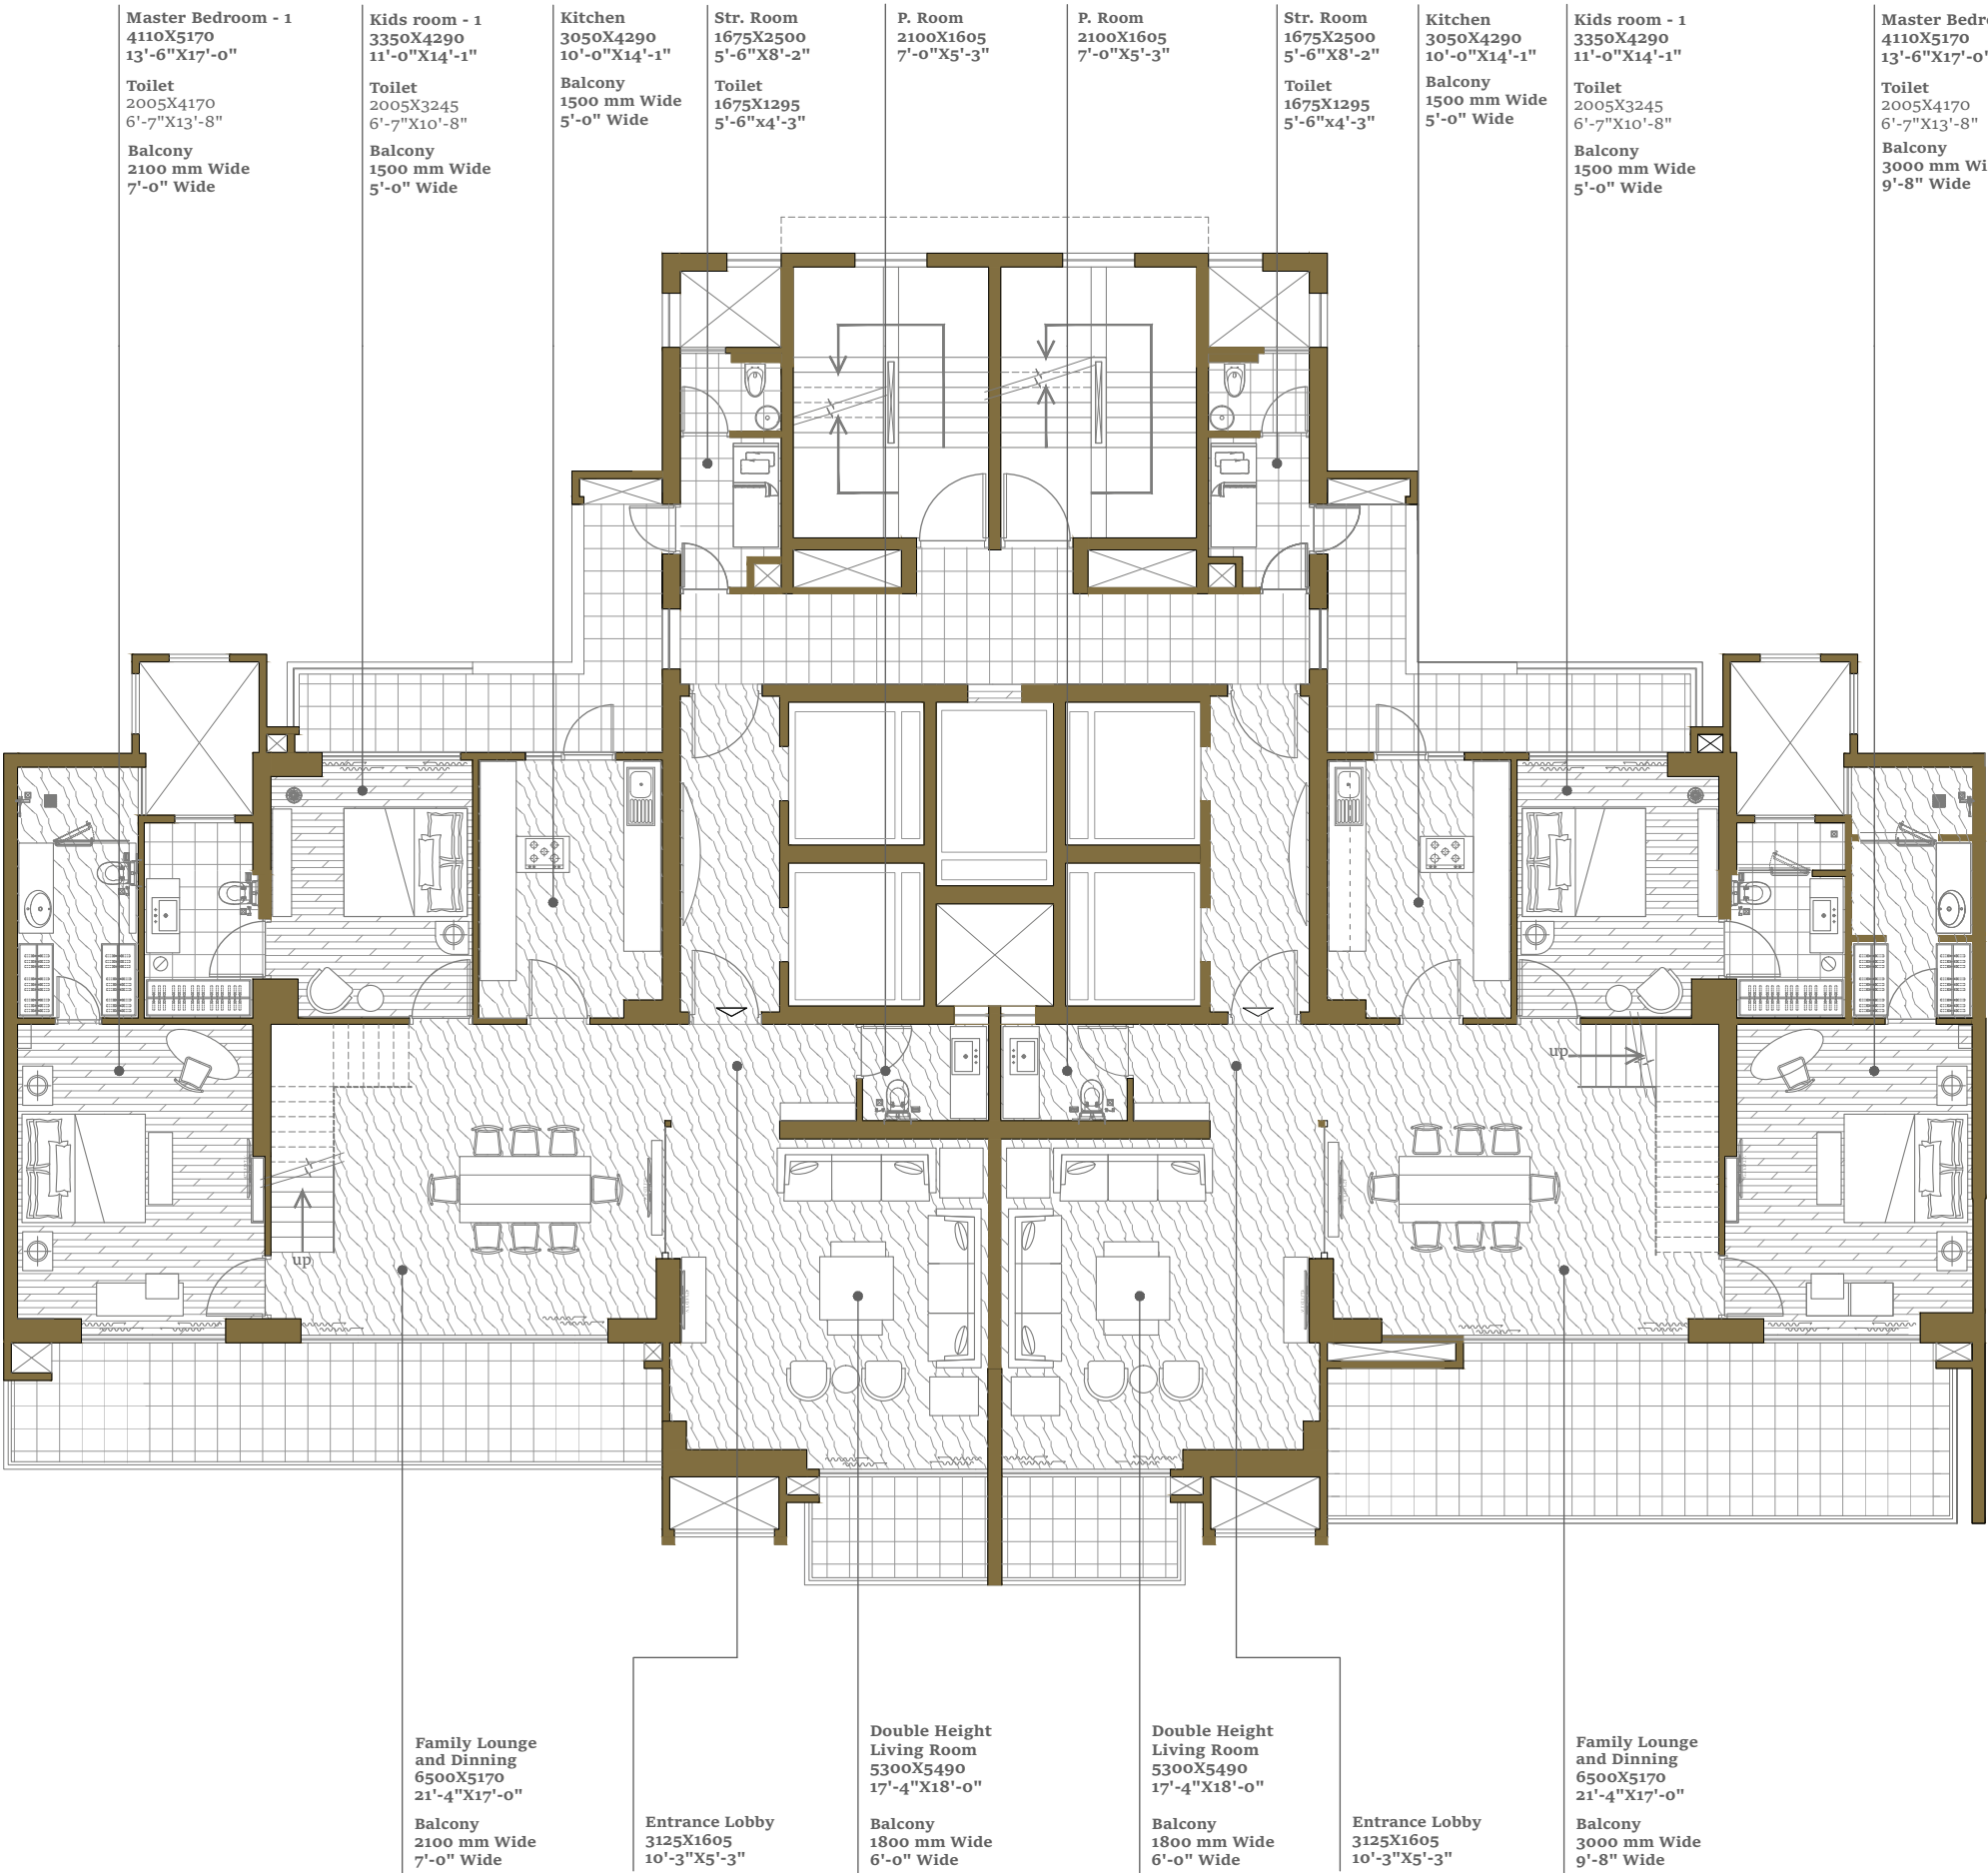 Master Bedroom - 1
4110X5170
13'-6"X17'-0"
Toilet
2005X4170
6'-7"X13'-8"
Balcony
2100 mm Wide
7'-0" Wide
Kids room - 1
3350X4290
11'-0"X14'-1"
Toilet
2005X3245
6'-7"X10'-8"
Balcony
1500 mm Wide
5'-0" Wide
Kitchen
3050X4290
10'-0"X14'-1"
Balcony
1500 mm Wide
5'-0" Wide
Str. Room
1675X2500
5'-6"X8'-2"
Toilet
1675X1295
5'-6"x4'-3"
P. Room
2100X1605
7'-0"X5'-3"
P. Room
2100X1605
7'-0"X5'-3"
Str. Room
1675X2500
5'-6"X8'-2"
Toilet
1675X1295
5'-6"x4'-3"
Kitchen
3050X4290
10'-0"X14'-1"
Balcony
1500 mm Wide
5'-0" Wide
Kids room - 1
3350X4290
11'-0"X14'-1"
Toilet
2005X3245
6'-7"X10'-8"
Balcony
1500 mm Wide
5'-0" Wide
Master Bedr
4110X5170
13'-6"X17'-0"
Toilet
2005X4170
6'-7"X13'-8"
Balcony
3000 mm Wi
9'-8" Wide
up
up
Family Lounge
and Dinning
6500X5170
21'-4"X17'-0"
Balcony
2100 mm Wide
7'-0" Wide
Entrance Lobby
3125X1605
10'-3"X5'-3"
Double Height
Living Room
5300X5490
17'-4"X18'-0"
Balcony
1800 mm Wide
6'-0" Wide
Double Height
Living Room
5300X5490
17'-4"X18'-0"
Balcony
1800 mm Wide
6'-0" Wide
Entrance Lobby
3125X1605
10'-3"X5'-3"
Family Lounge
and Dinning
6500X5170
21'-4"X17'-0"
Balcony
3000 mm Wide
9'-8" Wide